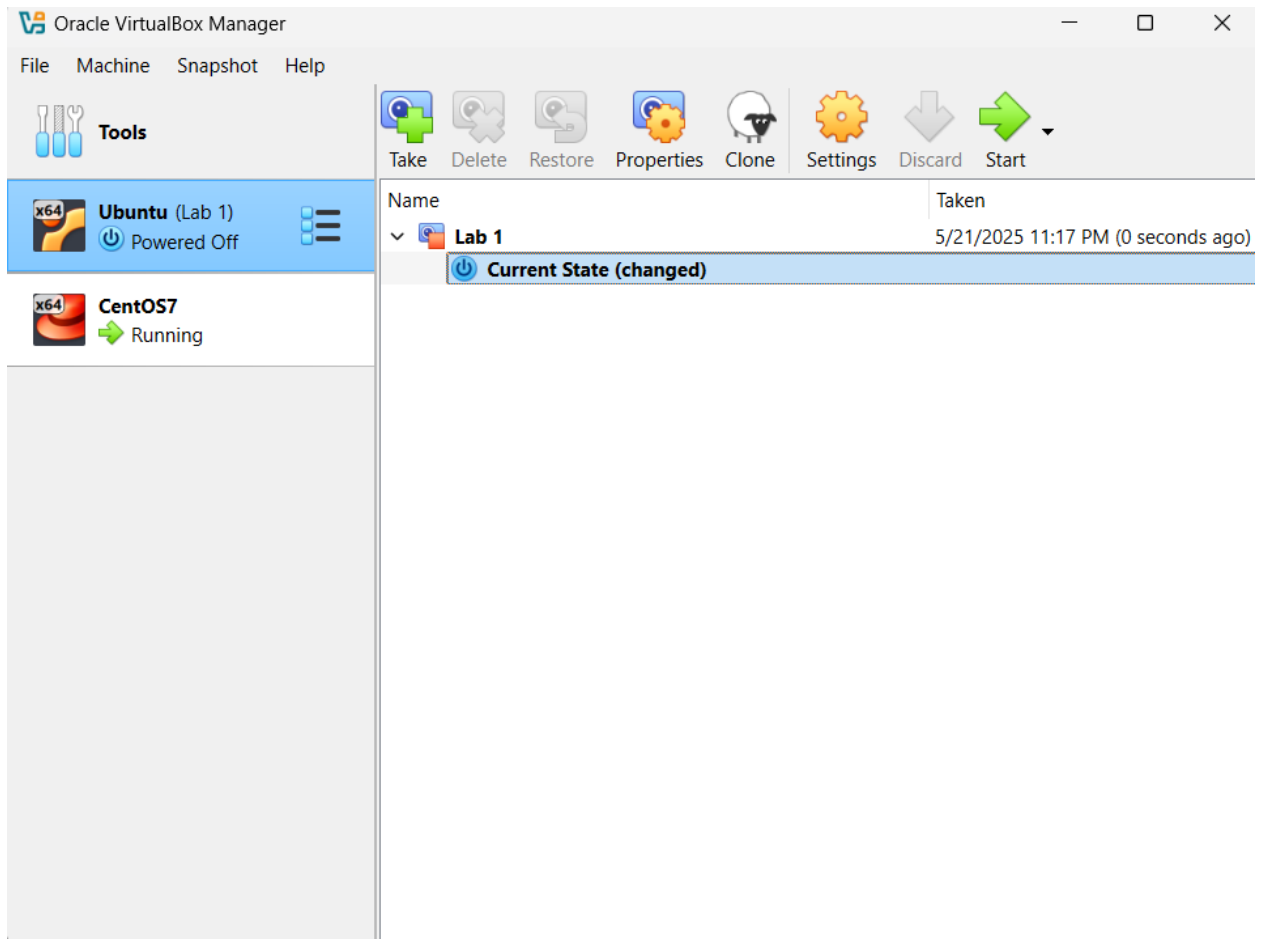 Oracle VirtualBox Manager
File Machine Snapshot Help
Tools
Take Delete Restore Properties Clone Settings Discard Start
x64
Ubuntu (Lab 1)
Powered Off
x64
CentOS7
Running
Name Taken
Lab 1 5/21/2025 11:17 PM (0 seconds ago)
Current State (changed)